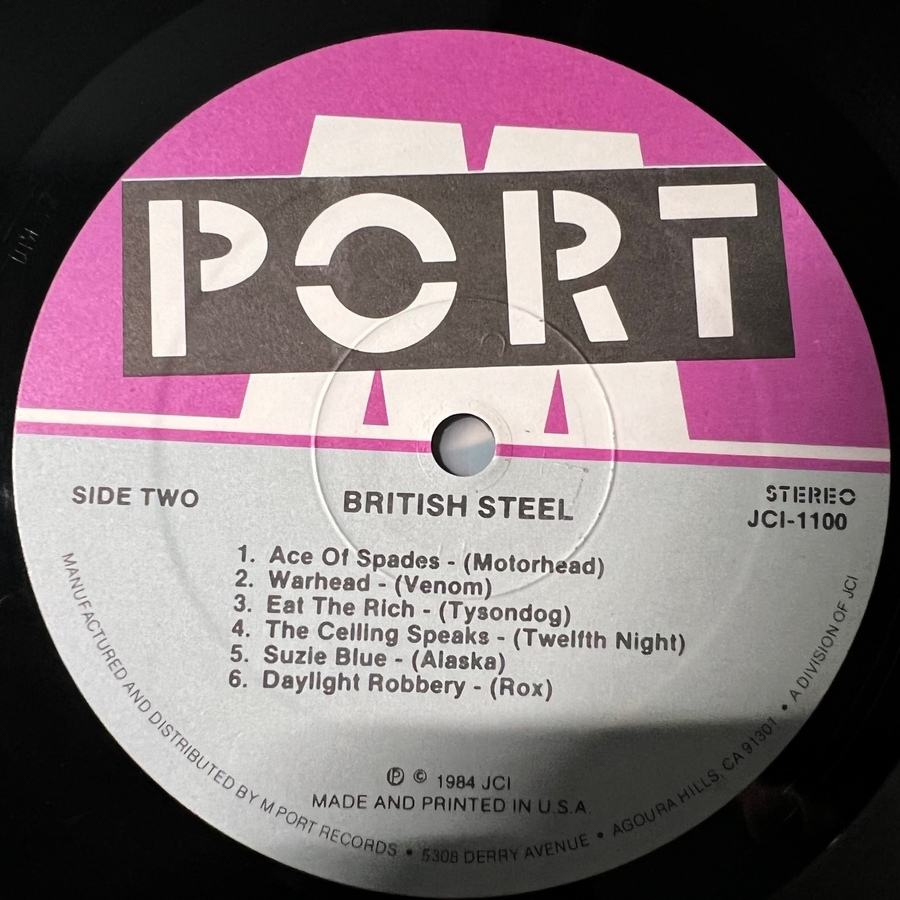 M
PORT
SIDE TWO
BRITISH STEEL
STEREO
JCI-1100
1. Ace Of Spades - (Motorhead)
2. Warhead - (Venom)
3. Eat The Rich - (Tysondog)
4. The Ceiling Speaks - (Twelfth Night)
5. Suzie Blue - (Alaska)
6. Daylight Robbery - (Rox)
Ⓟ © 1984 JCI
MADE AND PRINTED IN U.S.A.
MANUFACTURED AND DISTRIBUTED BY M PORT RECORDS • 5308 DERRY AVENUE • AGOURA HILLS, CA 91301 • A DIVISION OF JCI